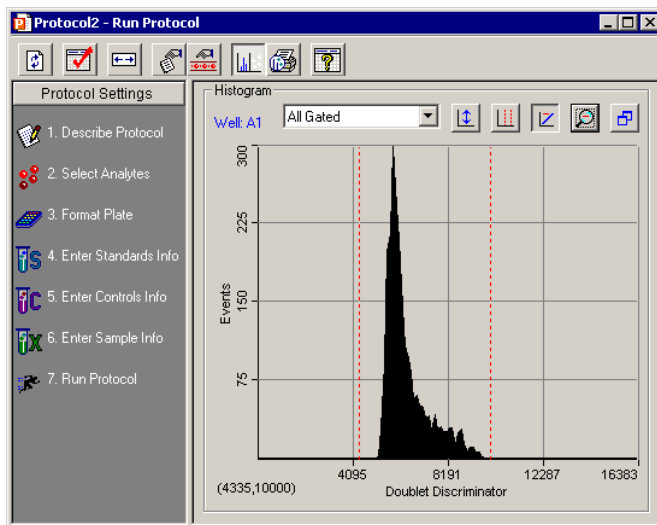 Protocol2 - Run Protocol
Protocol Settings
1. Describe Protocol
2. Select Analytes
3. Format Plate
4. Enter Standards Info
5. Enter Controls Info
6. Enter Sample Info
7. Run Protocol
Histogram
Well: A1
All Gated
300
225
150
75
Events
4095
8191
12287
16383
(4335,10000)
Doublet Discriminator